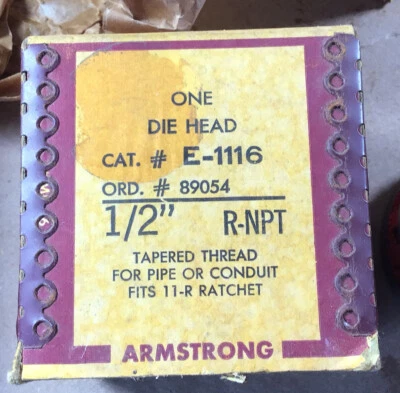 ONE
DIE HEAD
CAT. # E-1116
ORD. # 89054
1/2" R-NPT
TAPERED THREAD
FOR PIPE OR CONDUIT
FITS 11-R RATCHET
ARMSTRONG